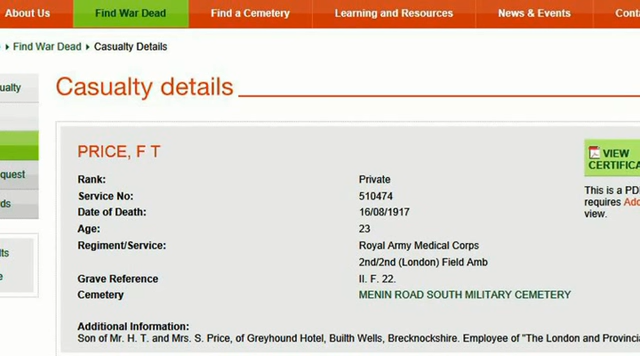 About Us Find War Dead Find a Cemetery Learning and Resources News & Events
Find War Dead Casualty Details
Casualty details
PRICE, F T
Rank: Private
Service No: 510474
Date of Death: 16/08/1917
Age: 23
Regiment/Service: Royal Army Medical Corps
2nd/2nd (London) Field Amb
Grave Reference II. F. 22.
Cemetery MENIN ROAD SOUTH MILITARY CEMETERY
Additional Information:
Son of Mr. H. T. and Mrs. S. Price, of Greyhound Hotel, Builth Wells, Brecknockshire. Employee of "The London and Provincia
VIEW
CERTIFICA
This is a PD
requires Ado
view.